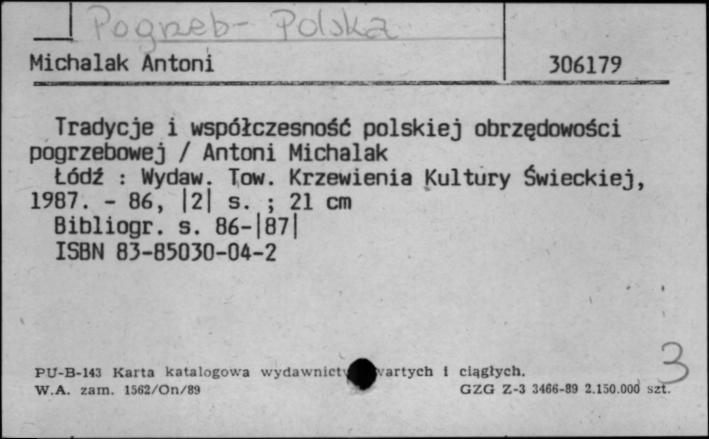 Pogrzeb - Polska
Michalak Antoni 306179
Tradycje i współczesność polskiej obrzędowości
pogrzebowej / Antoni Michalak
Łódź : Wydaw. Tow. Krzewienia Kultury Świeckiej,
1987. - 86, |2| s. ; 21 cm
Bibliogr. s. 86-|87|
ISBN 83-85030-04-2
3
PU-B-143 Karta katalogowa wydawnictw zwartych i ciągłych.
W.A. zam. 1562/On/89 GZG Z-3 3466-89 2.150.000 szt.